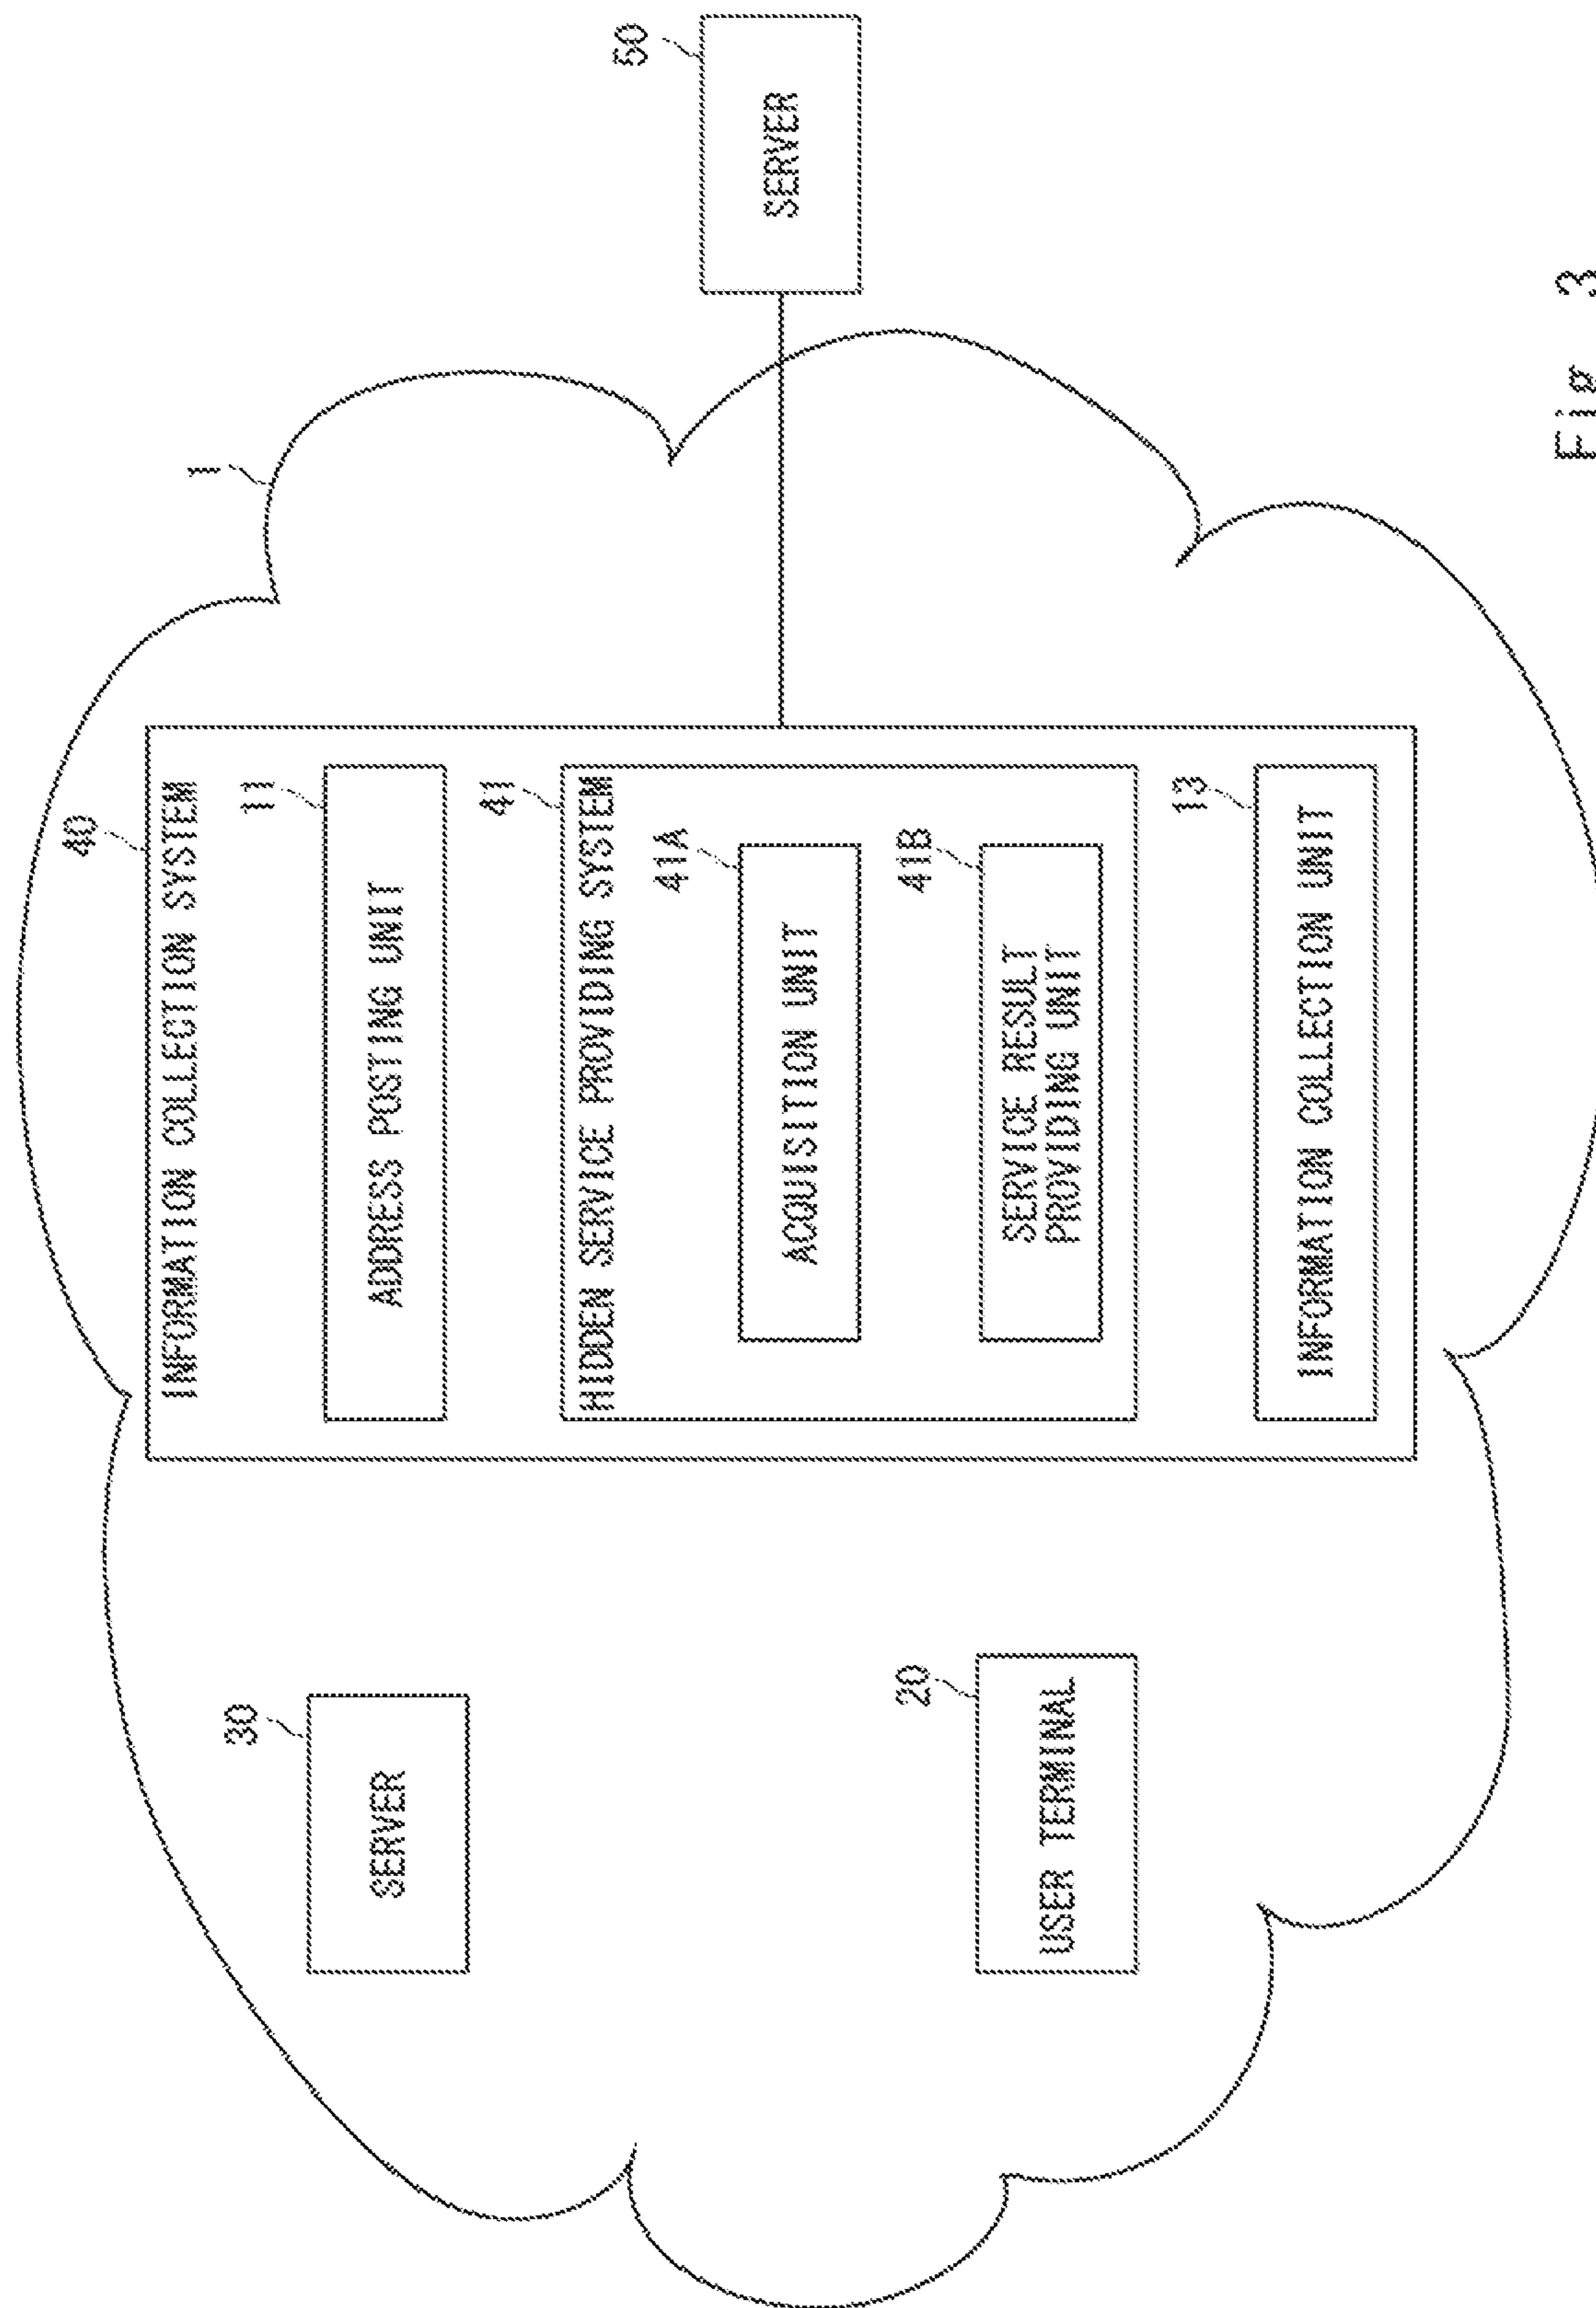 1
50
SERVER
40
INFORMATION COLLECTION SYSTEM
11
ADDRESS POSTING UNIT
41
HIDDEN SERVICE PROVIDING SYSTEM
41A
ACQUISITION UNIT
41B
SERVICE RESULT
PROVIDING UNIT
13
INFORMATION COLLECTION UNIT
30
SERVER
20
USER TERMINAL
Fig. 3